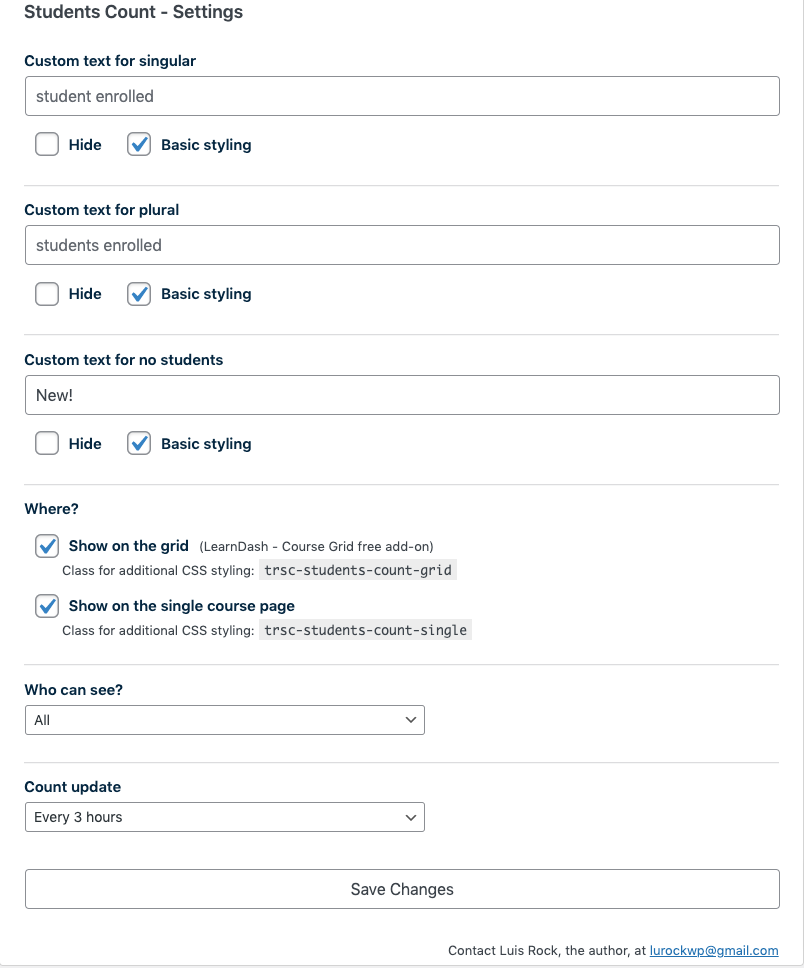 Students Count - Settings
Custom text for singular
student enrolled
Hide Basic styling
Custom text for plural
students enrolled
Hide Basic styling
Custom text for no students
New!
Hide Basic styling
Where?
Show on the grid (LearnDash - Course Grid free add-on)
Class for additional CSS styling: trsc-students-count-grid
Show on the single course page
Class for additional CSS styling: trsc-students-count-single
Who can see?
All
Count update
Every 3 hours
Save Changes
Contact Luis Rock, the author, at lurockwp@gmail.com